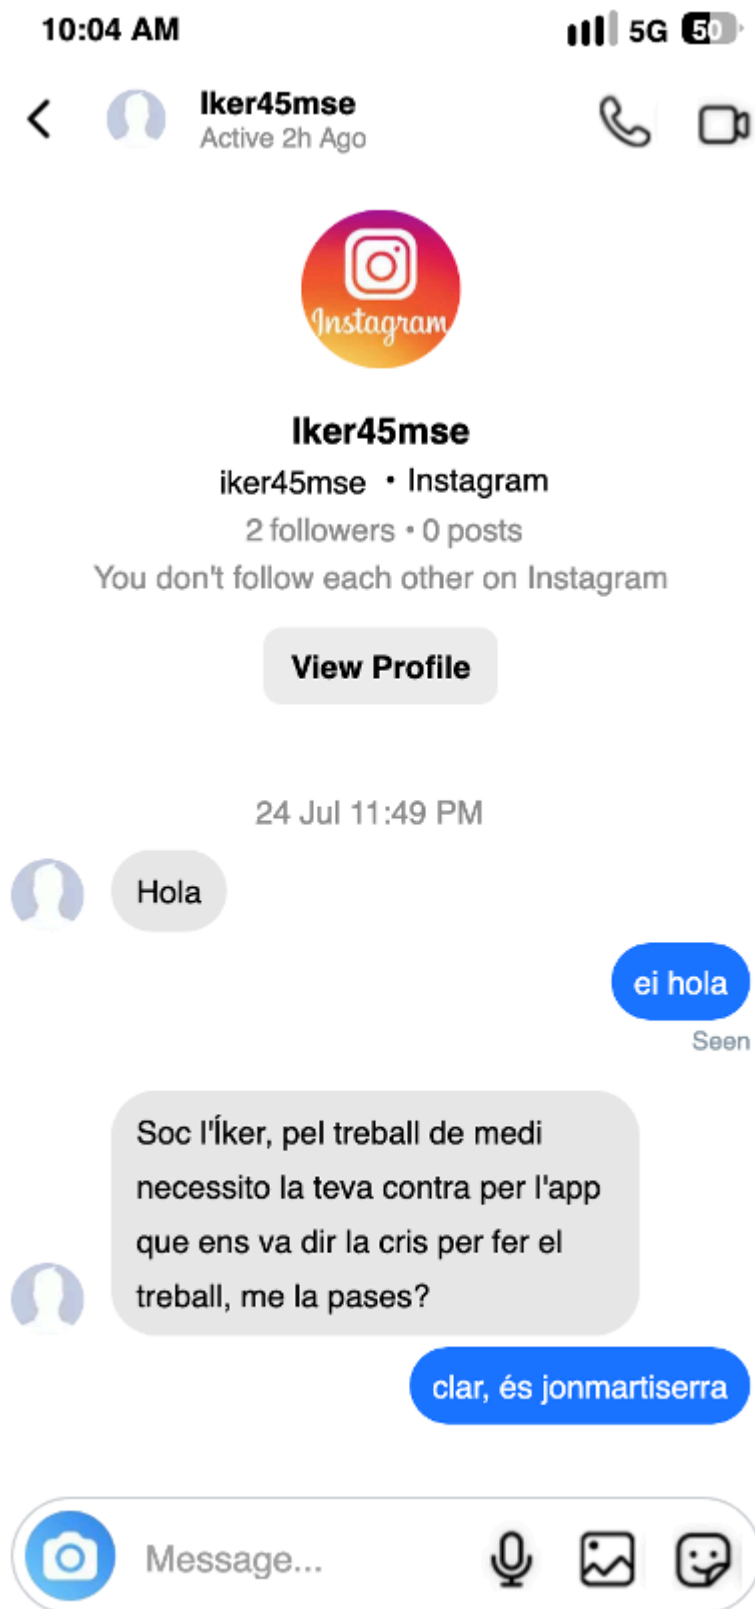 10:04 AM
5G 50
Iker45mse
Active 2h Ago
Instagram
Iker45mse
iker45mse • Instagram
2 followers • 0 posts
You don't follow each other on Instagram
View Profile
24 Jul 11:49 PM
Hola
ei hola
Seen
Soc l'Íker, pel treball de medi
necessito la teva contra per l'app
que ens va dir la cris per fer el
treball, me la pases?
clar, és jonmartiserra
Message...